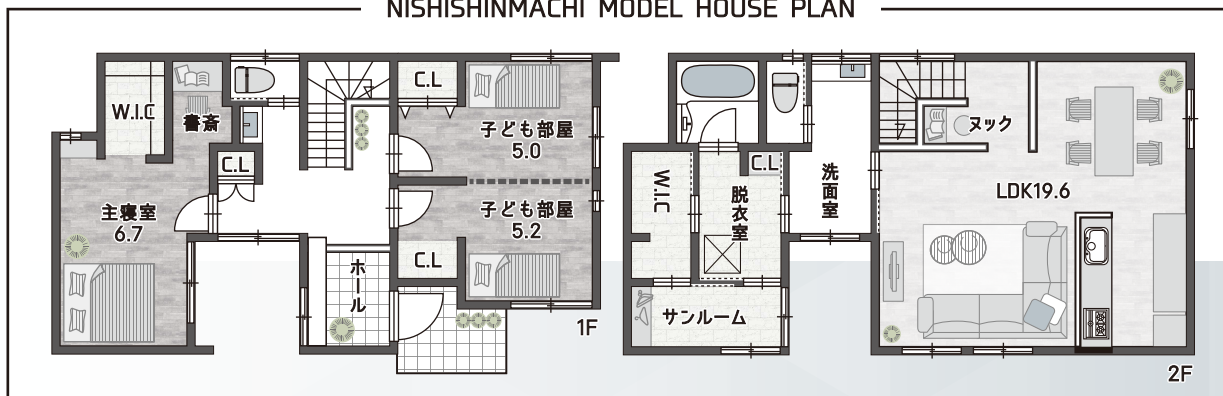 NISHISHINMACHI MODEL HOUSE PLAN
W.I.C
書斎
C.L
主寝室
6.7
C.L
子ども部屋
5.0
子ども部屋
5.2
C.L
ホール
1F
W.I.C
C.L
脱衣室
洗面室
サンルーム
ヌック
LDK19.6
2F